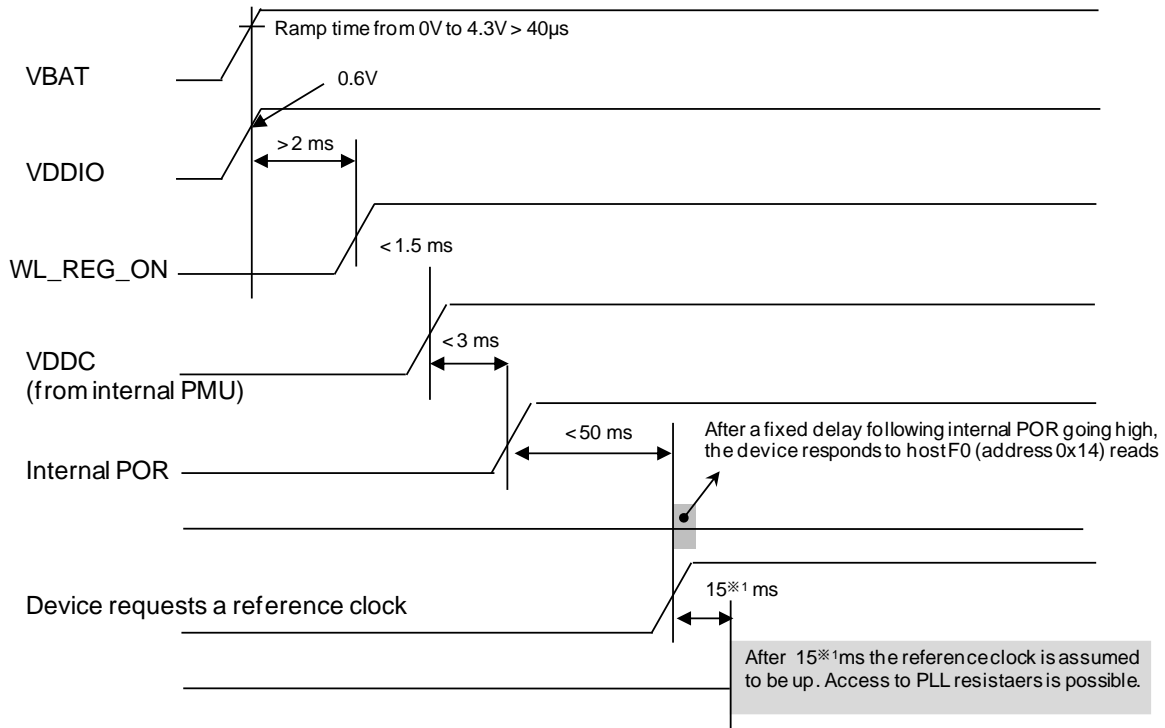 Ramp time from 0V to 4.3V > 40µs
VBAT
0.6V
> 2 ms
VDDIO
< 1.5 ms
WL_REG_ON
< 3 ms
VDDC
(from internal PMU)
< 50 ms
After a fixed delay following internal POR going high,
the device responds to host F0 (address 0x14) reads
Internal POR
15※1 ms
Device requests a reference clock
After 15※1ms the reference clock is assumed
to be up. Access to PLL resistaers is possible.